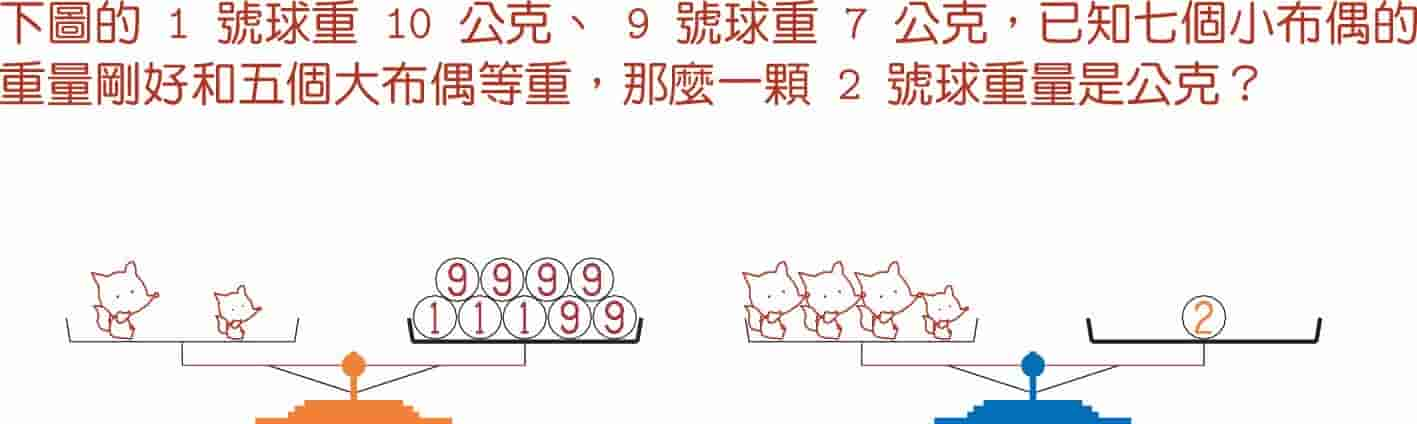 下圖的 1 號球重 10 公克、 9 號球重 7 公克，已知七個小布偶的
重量剛好和五個大布偶等重，那麼一顆 2 號球重量是公克？
9 9 9 9
1 1 1 9 9
2